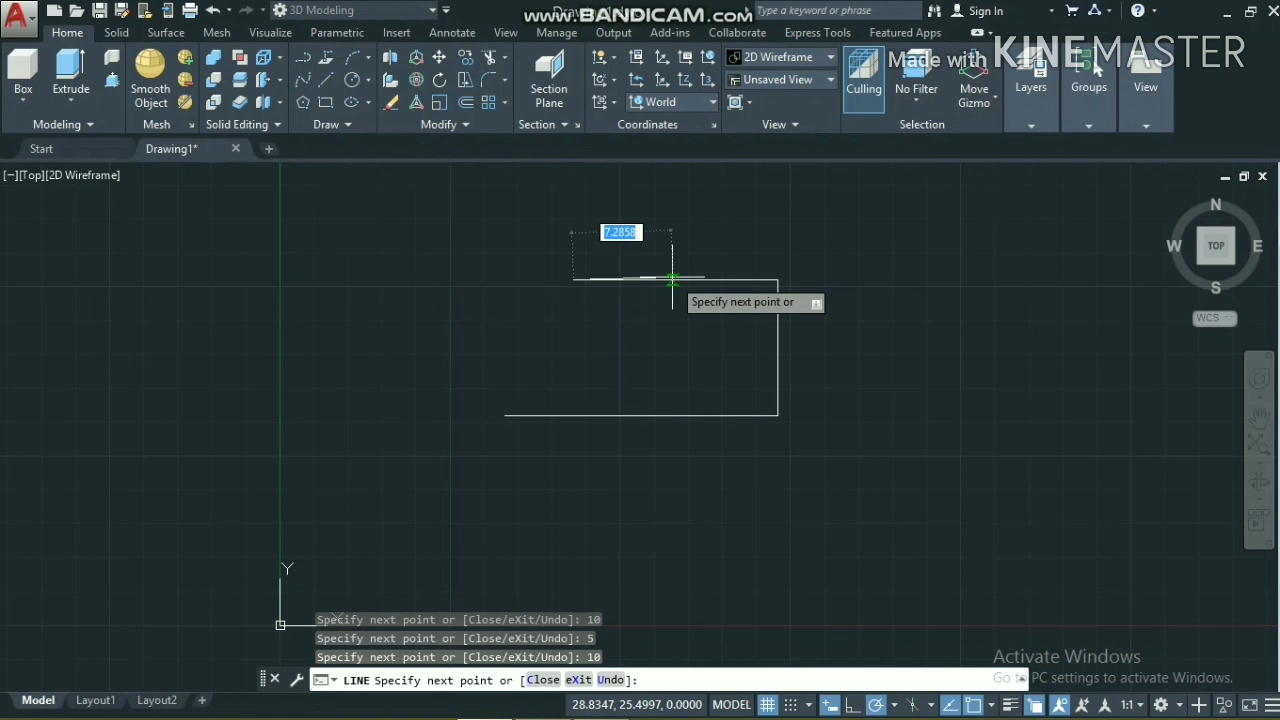 3D Modeling
www.BANDICAM.com
Type a keyword or phrase
Sign In
Home Solid Surface Mesh Visualize Parametric Insert Annotate View Manage Output Add-ins Collaborate Express Tools Featured Apps
Made with KINEMASTER
Box
Extrude
Smooth
Object
Section
Plane
2D Wireframe
Unsaved View
World
Culling
No Filter
Move
Gizmo
Layers
Groups
View
Modeling
Mesh
Solid Editing
Draw
Modify
Section
Coordinates
View
Selection
Start
Drawing1*
[−][Top][2D Wireframe]
N
W
TOP
E
S
WCS
7.2858
Specify next point or
Y
Specify next point or [Close/eXit/Undo]: 10
Specify next point or [Close/eXit/Undo]: 5
Specify next point or [Close/eXit/Undo]: 10
LINE Specify next point or [Close eXit Undo]:
Activate Windows
Go to PC settings to activate Windows.
Model
Layout1
Layout2
28.8347, 25.4997, 0.0000
MODEL
1:1